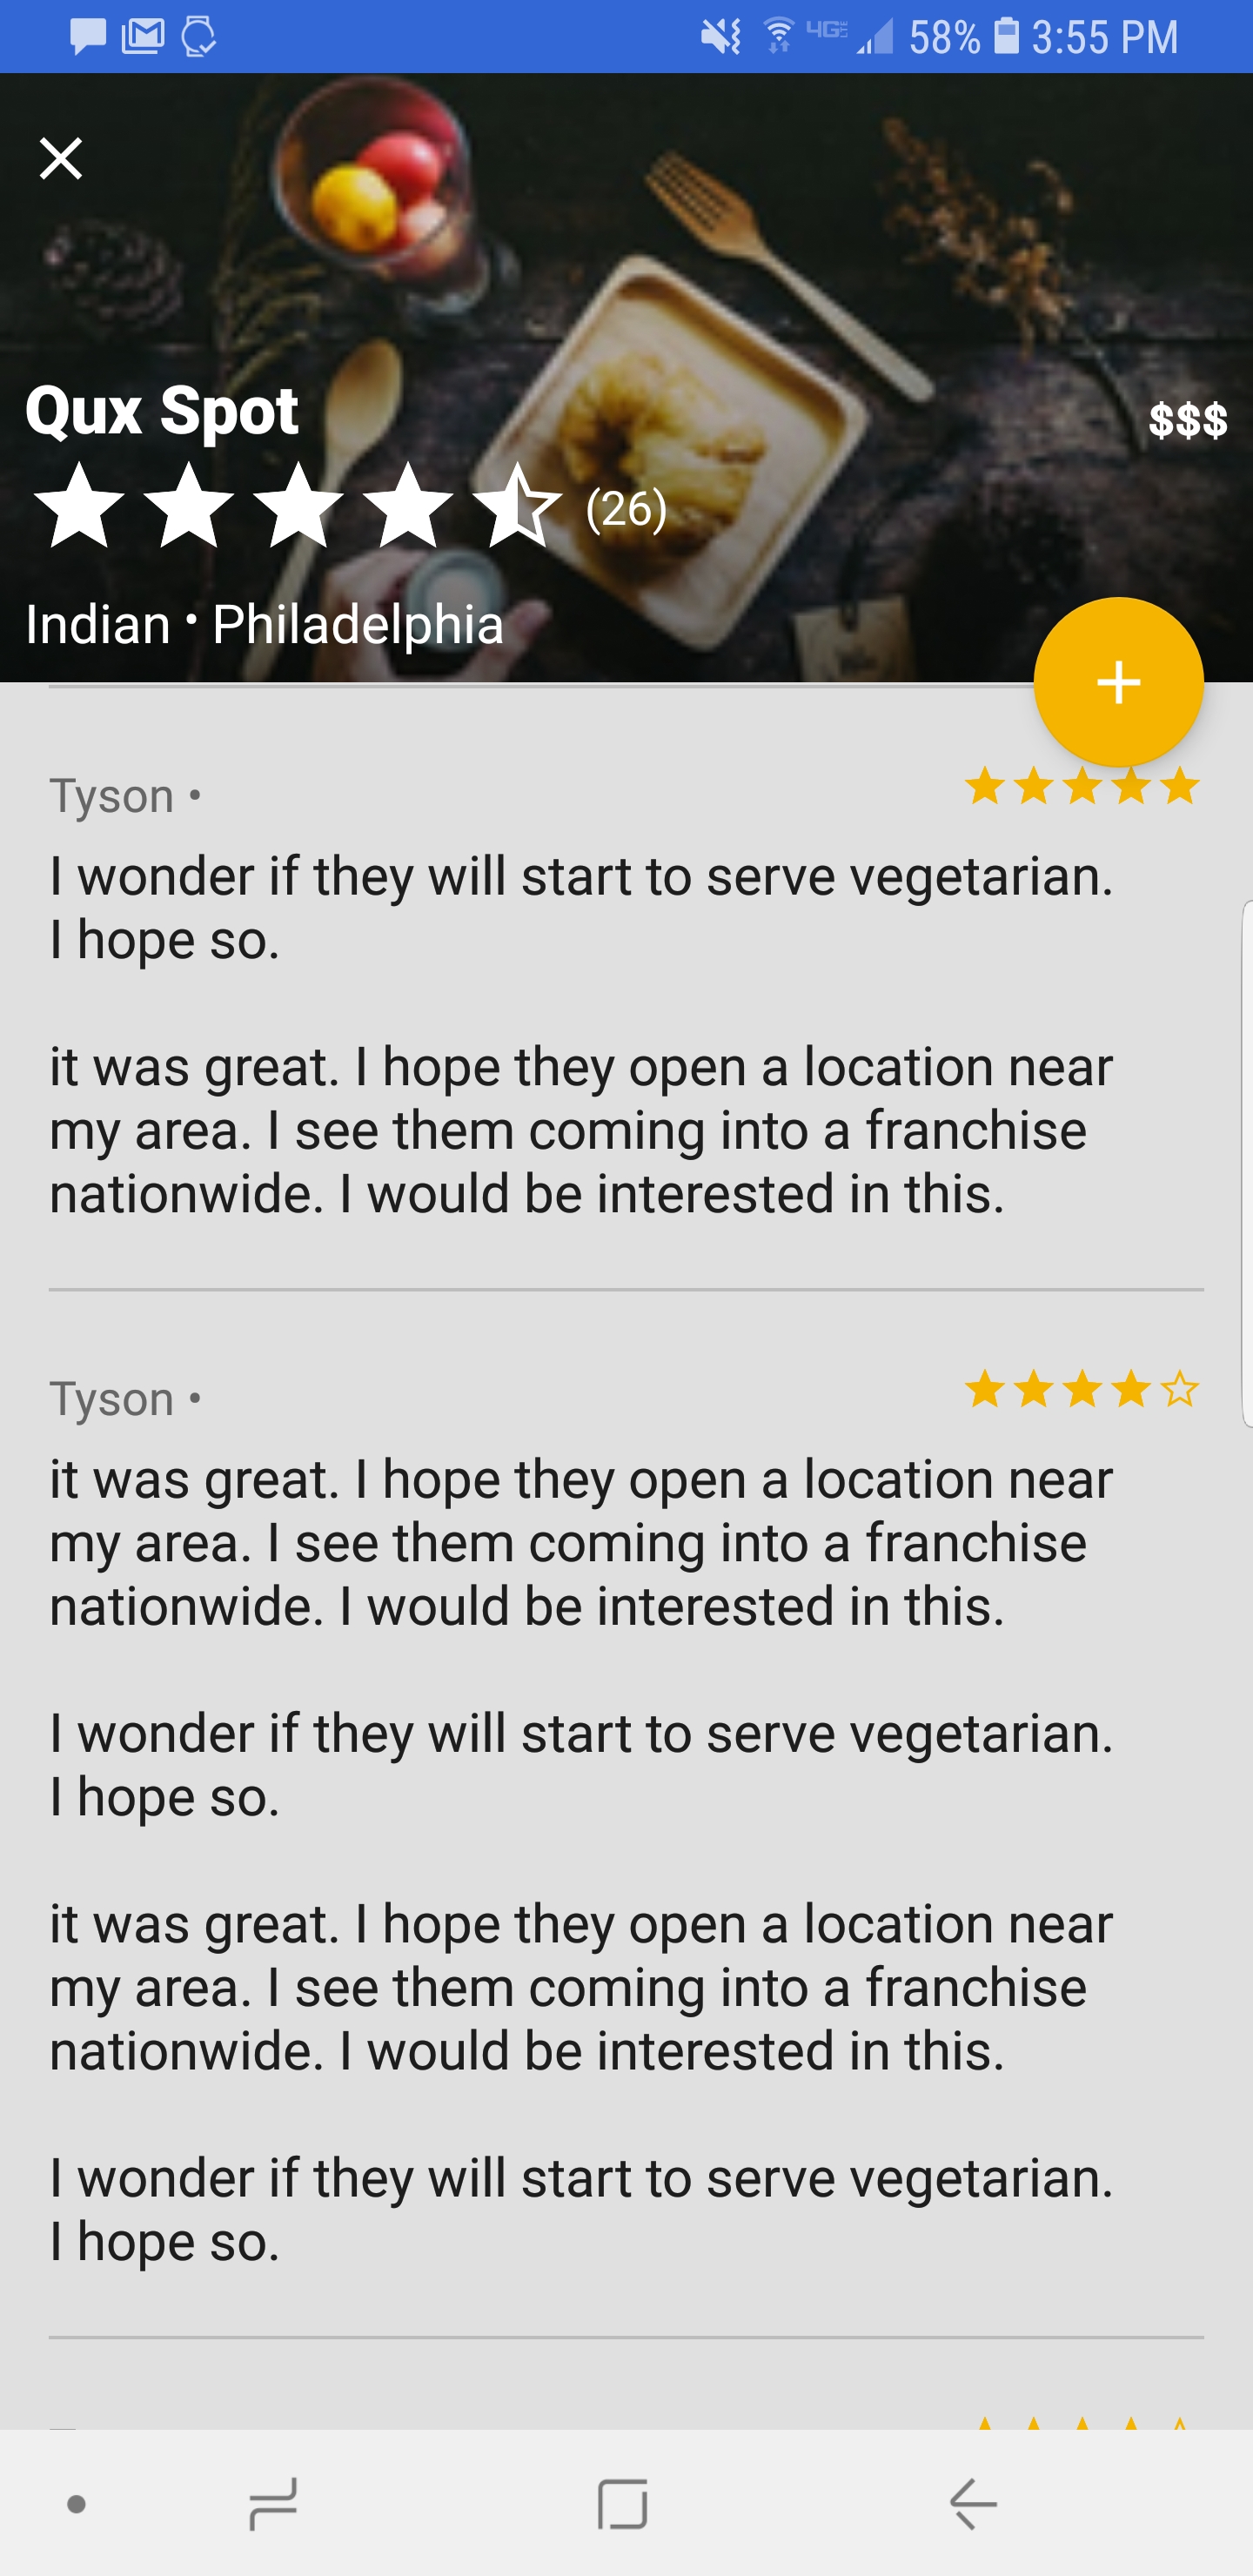 58% 3:55 PM
Qux Spot
$$$
(26)
Indian • Philadelphia
Tyson •
I wonder if they will start to serve vegetarian.
I hope so.
it was great. I hope they open a location near
my area. I see them coming into a franchise
nationwide. I would be interested in this.
Tyson •
it was great. I hope they open a location near
my area. I see them coming into a franchise
nationwide. I would be interested in this.
I wonder if they will start to serve vegetarian.
I hope so.
it was great. I hope they open a location near
my area. I see them coming into a franchise
nationwide. I would be interested in this.
I wonder if they will start to serve vegetarian.
I hope so.